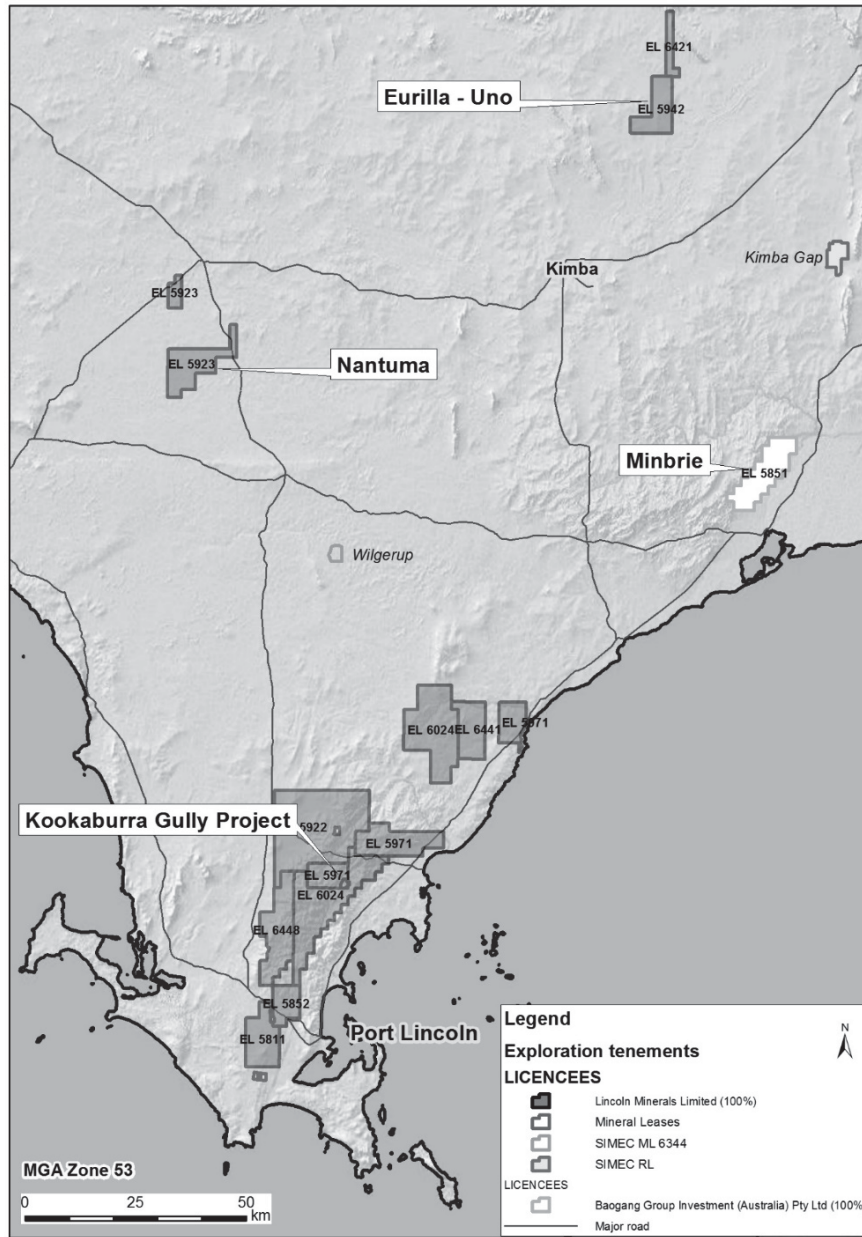 EL 6421
Eurilla - Uno
EL 5942
Kimba
Kimba Gap
EL 5923
EL 5923
Nantuma
Minbrie
EL 5851
Wilgerup
EL 6024
EL 6441
EL 5971
Kookaburra Gully Project
5922
EL 5971
EL 5971
EL 6024
EL 6448
EL 5852
EL 5811
Port Lincoln
MGA Zone 53
0 25 50
km
Legend
N
Exploration tenements
LICENCEES
Lincoln Minerals Limited (100%)
Mineral Leases
SIMEC ML 6344
SIMEC RL
LICENCEES
Baogang Group Investment (Australia) Pty Ltd (100%
Major road